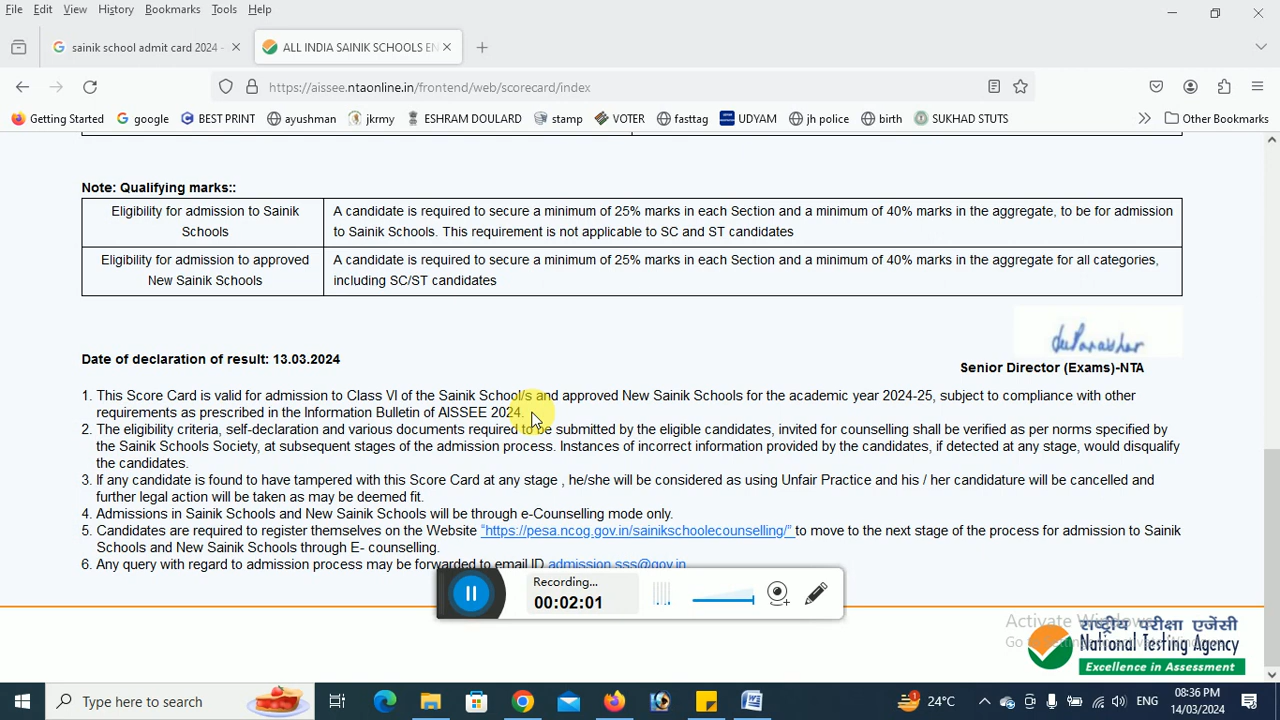 File Edit View History Bookmarks Tools Help
sainik school admit card 2024 -
ALL INDIA SAINIK SCHOOLS EN
https://aissee.ntaonline.in/frontend/web/scorecard/index
Getting Started google BEST PRINT ayushman jkrmy ESHRAM DOULARD stamp VOTER fasttag UDYAM jh police birth SUKHAD STUTS Other Bookmarks
Note: Qualifying marks::
Eligibility for admission to Sainik
Schools
A candidate is required to secure a minimum of 25% marks in each Section and a minimum of 40% marks in the aggregate, to be for admission
to Sainik Schools. This requirement is not applicable to SC and ST candidates
Eligibility for admission to approved
New Sainik Schools
A candidate is required to secure a minimum of 25% marks in each Section and a minimum of 40% marks in the aggregate for all categories,
including SC/ST candidates
Date of declaration of result: 13.03.2024
Senior Director (Exams)-NTA
1. This Score Card is valid for admission to Class VI of the Sainik School/s and approved New Sainik Schools for the academic year 2024-25, subject to compliance with other
requirements as prescribed in the Information Bulletin of AISSEE 2024.
2. The eligibility criteria, self-declaration and various documents required to be submitted by the eligible candidates, invited for counselling shall be verified as per norms specified by
the Sainik Schools Society, at subsequent stages of the admission process. Instances of incorrect information provided by the candidates, if detected at any stage, would disqualify
the candidates.
3. If any candidate is found to have tampered with this Score Card at any stage , he/she will be considered as using Unfair Practice and his / her candidature will be cancelled and
further legal action will be taken as may be deemed fit.
4. Admissions in Sainik Schools and New Sainik Schools will be through e-Counselling mode only.
5. Candidates are required to register themselves on the Website “https://pesa.ncog.gov.in/sainikschoolecounselling/” to move to the next stage of the process for admission to Sainik
Schools and New Sainik Schools through E- counselling.
6. Any query with regard to admission process may be forwarded to email ID admission.sss@gov.in
Recording...
00:02:01
Activate Windows
राष्ट्रीय परीक्षा एजेंसी
National Testing Agency
Excellence in Assessment
Type here to search
24°C
ENG
08:36 PM
14/03/2024